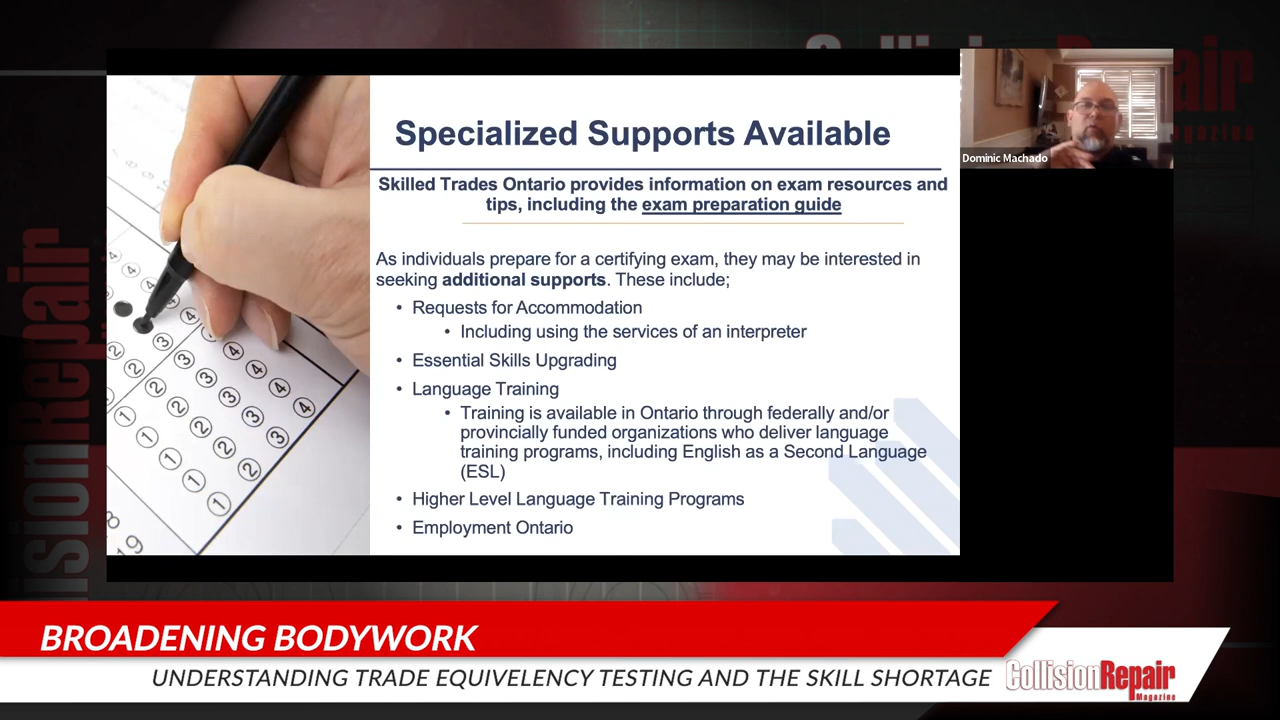 Specialized Supports Available
Skilled Trades Ontario provides information on exam resources and
tips, including the exam preparation guide
As individuals prepare for a certifying exam, they may be interested in
seeking additional supports. These include;
• Requests for Accommodation
• Including using the services of an interpreter
• Essential Skills Upgrading
• Language Training
• Training is available in Ontario through federally and/or
provincially funded organizations who deliver language
training programs, including English as a Second Language
(ESL)
• Higher Level Language Training Programs
• Employment Ontario
Dominic Machado
BROADENING BODYWORK
UNDERSTANDING TRADE EQUIVELENCY TESTING AND THE SKILL SHORTAGE
CollisionRepair
Magazine